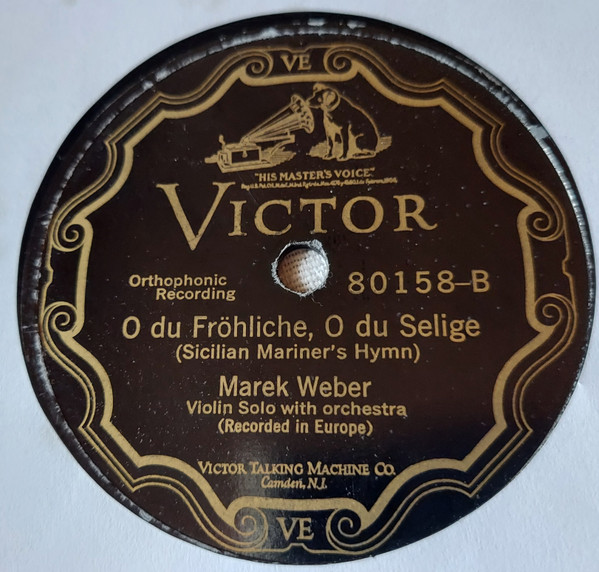 VE
"HIS MASTER'S VOICE"
VICTOR
Orthophonic
Recording
80158-B
O du Fröhliche, O du Selige
(Sicilian Mariner's Hymn)
Marek Weber
Violin Solo with orchestra
(Recorded in Europe)
VICTOR TALKING MACHINE CO.
Camden, N.J.
VE